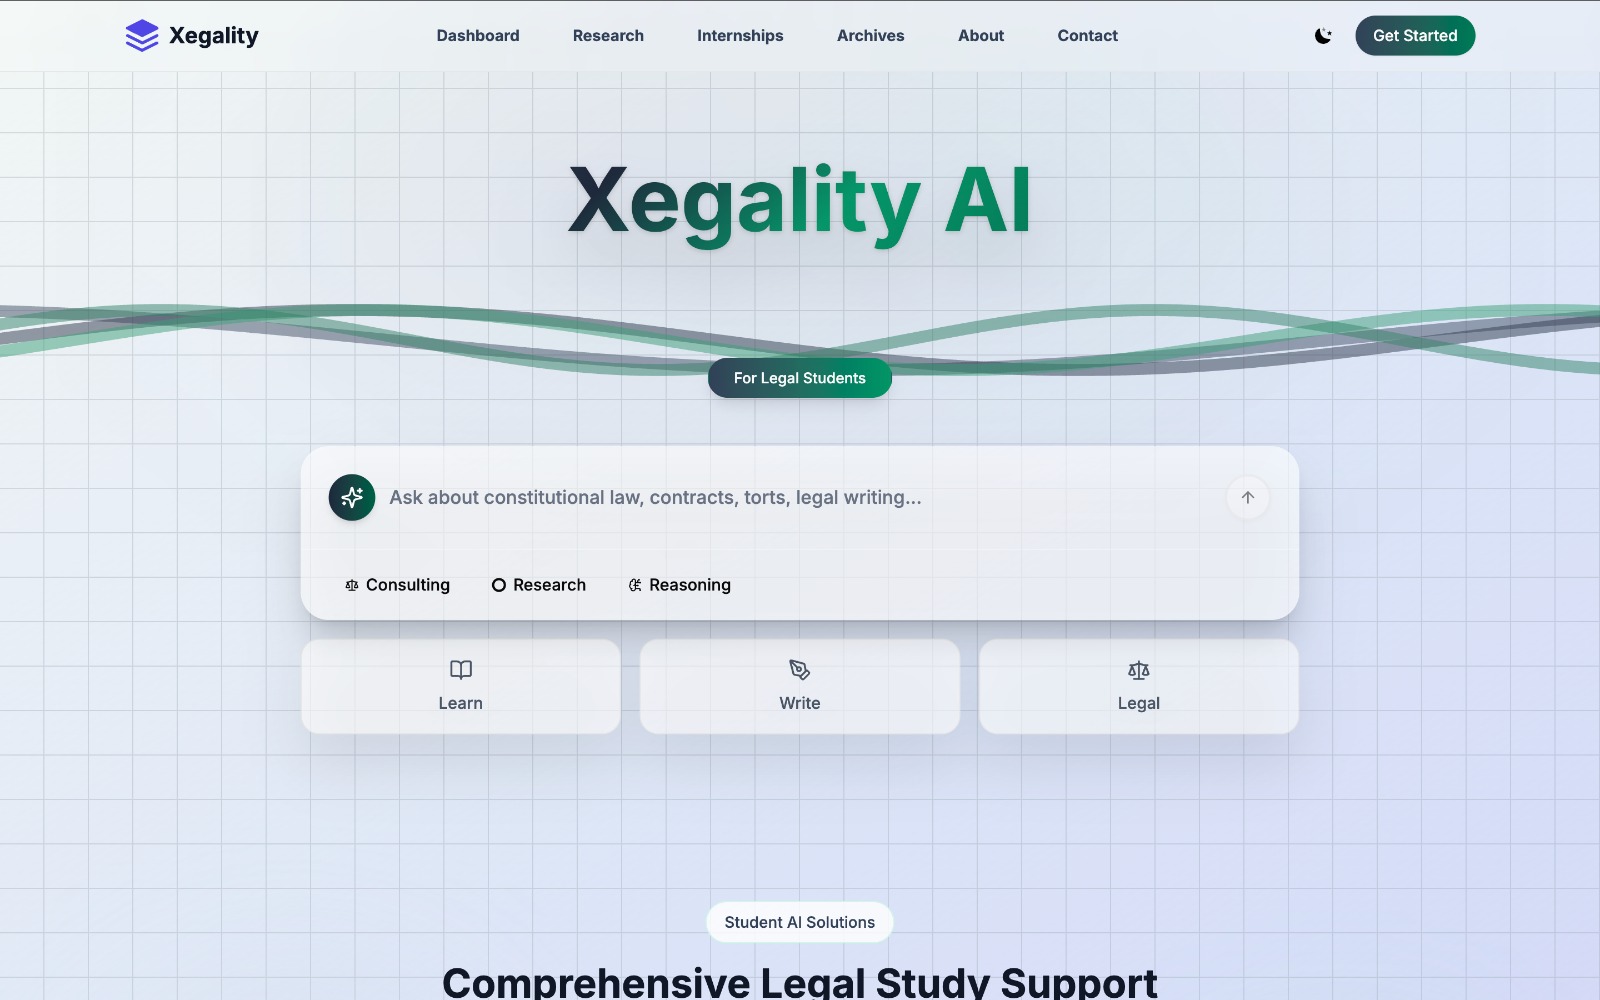 Xegality
Dashboard
Research
Internships
Archives
About
Contact
Get Started
Xegality AI
For Legal Students
Ask about constitutional law, contracts, torts, legal writing...
Consulting
Research
Reasoning
Learn
Write
Legal
Student AI Solutions
Comprehensive Legal Study Support